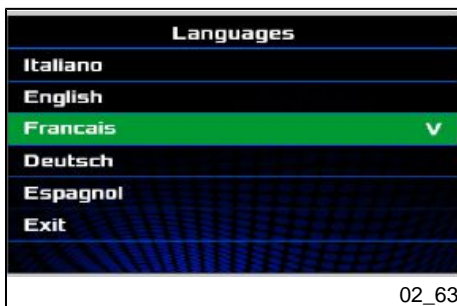 Languages
Italiano
English
Francais V
Deutsch
Espagnol
Exit
02_63